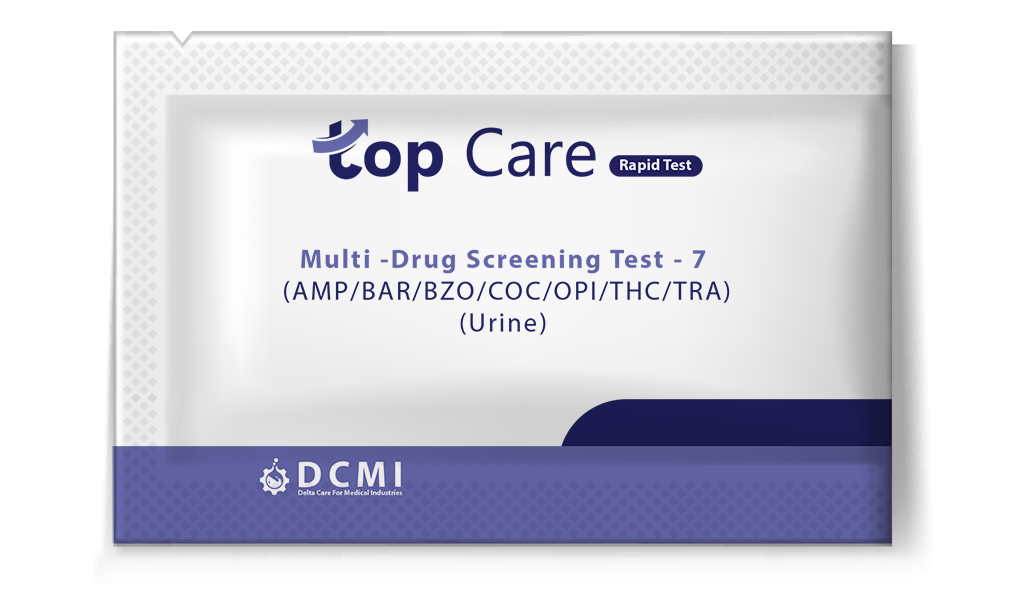 top Care Rapid Test
Multi -Drug Screening Test - 7
(AMP/BAR/BZO/COC/OPI/THC/TRA)
(Urine)
DCMI
Delta Care For Medical Industries